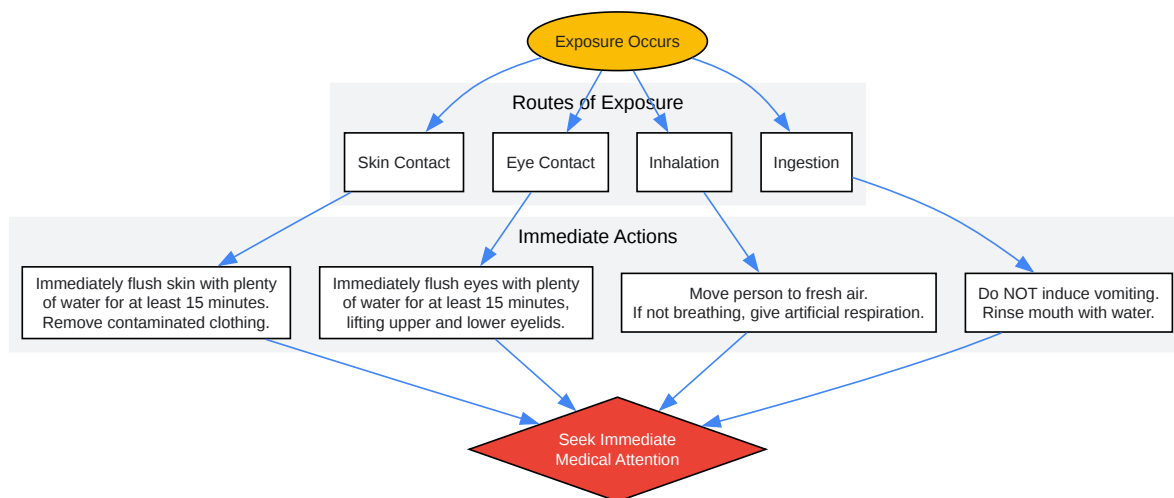 Exposure Occurs
Routes of Exposure
Skin Contact
Eye Contact
Inhalation
Ingestion
Immediate Actions
Immediately flush skin with plenty
of water for at least 15 minutes.
Remove contaminated clothing.
Immediately flush eyes with plenty
of water for at least 15 minutes,
lifting upper and lower eyelids.
Move person to fresh air.
If not breathing, give artificial respiration.
Do NOT induce vomiting.
Rinse mouth with water.
Seek Immediate
Medical Attention